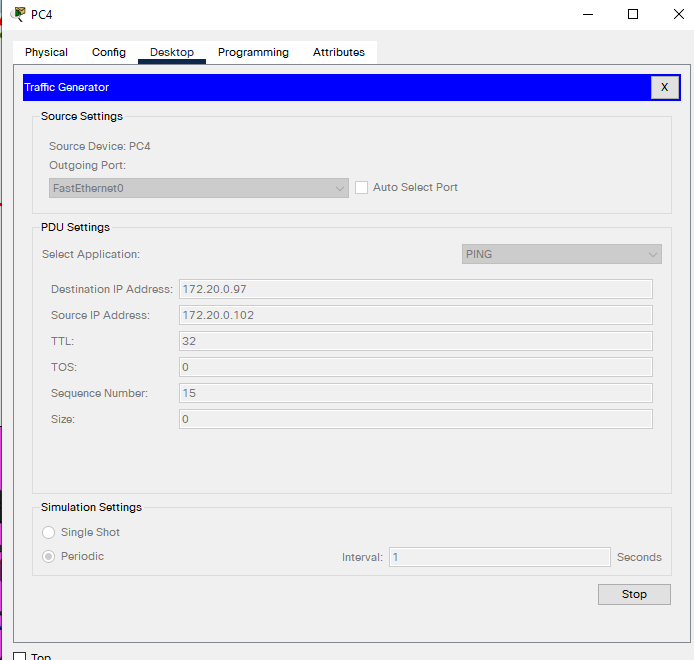 PC4
Physical Config Desktop Programming Attributes
Traffic Generator X
Source Settings
Source Device: PC4
Outgoing Port:
FastEthernet0 Auto Select Port
PDU Settings
Select Application: PING
Destination IP Address: 172.20.0.97
Source IP Address: 172.20.0.102
TTL: 32
TOS: 0
Sequence Number: 15
Size: 0
Simulation Settings
Single Shot
Periodic Interval: 1 Seconds
Stop
Top